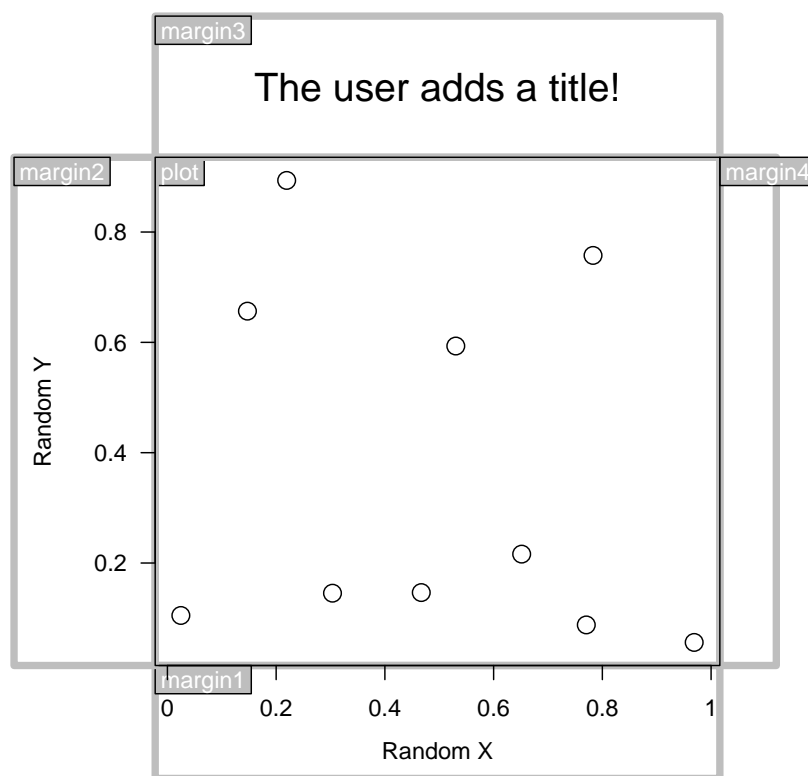 margin3
The user adds a title!
margin2
plot
margin4
0.8
0.6
0.4
0.2
Random Y
margin1
0 0.2 0.4 0.6 0.8 1
Random X